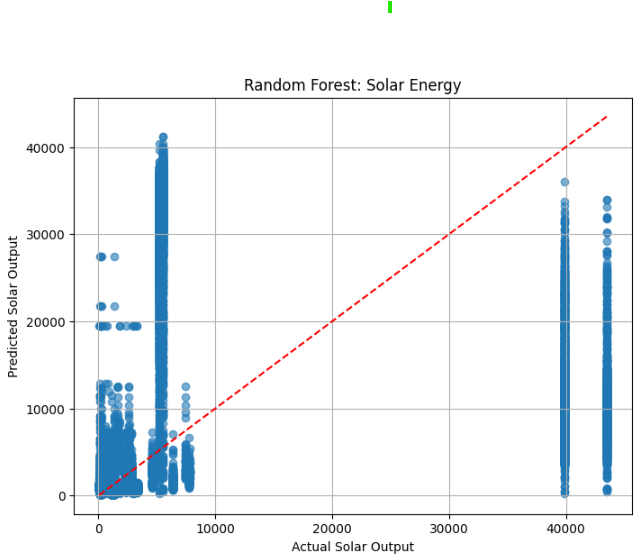 Random Forest: Solar Energy
40000
30000
20000
10000
0
Predicted Solar Output
0 10000 20000 30000 40000
Actual Solar Output